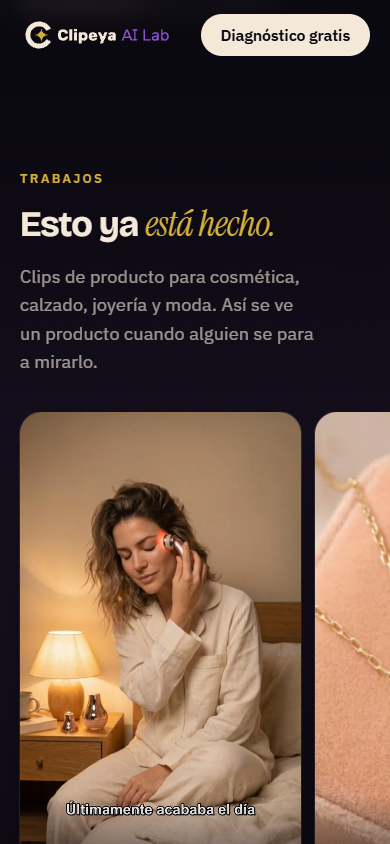 Clipeya AI Lab
Diagnóstico gratis
TRABAJOS
Esto ya está hecho.
Clips de producto para cosmética,
calzado, joyería y moda. Así se ve
un producto cuando alguien se para
a mirarlo.
Últimamente acababa el día